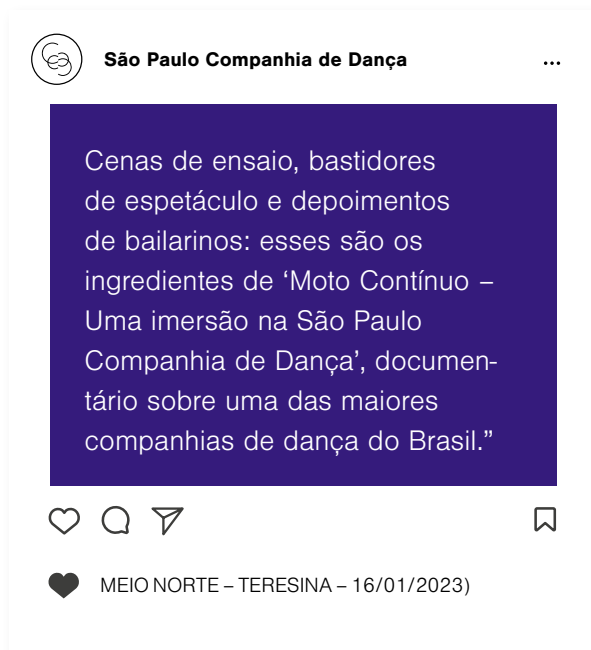 São Paulo Companhia de Dança
...
Cenas de ensaio, bastidores
de espetáculo e depoimentos
de bailarinos: esses são os
ingredientes de ‘Moto Contínuo –
Uma imersão na São Paulo
Companhia de Dança’, documen-
tário sobre uma das maiores
companhias de dança do Brasil.”
MEIO NORTE – TERESINA – 16/01/2023)